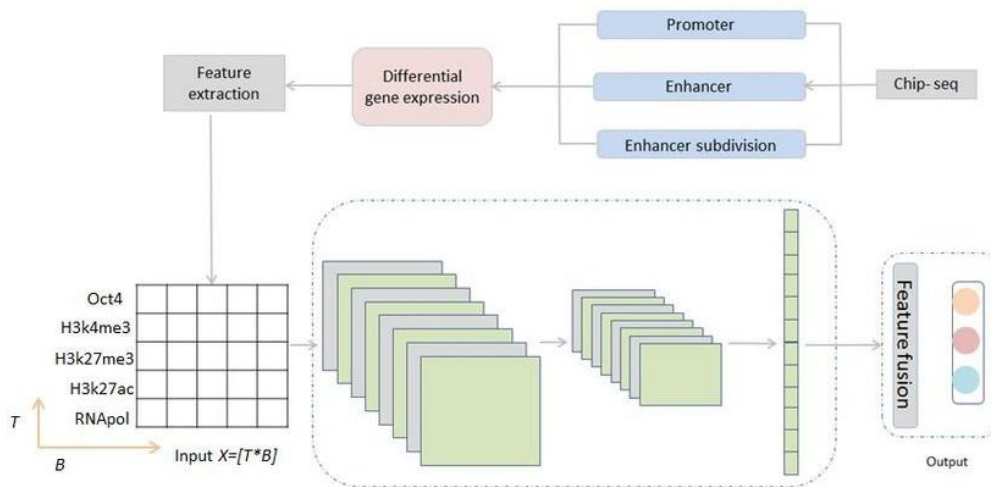 Promoter
Feature
extraction
Differential
gene expression
Enhancer
Chip- seq
Enhancer subdivision
Oct4
H3k4me3
H3k27me3
H3k27ac
RNApol
T
B
Input X=[T*B]
Feature fusion
Output